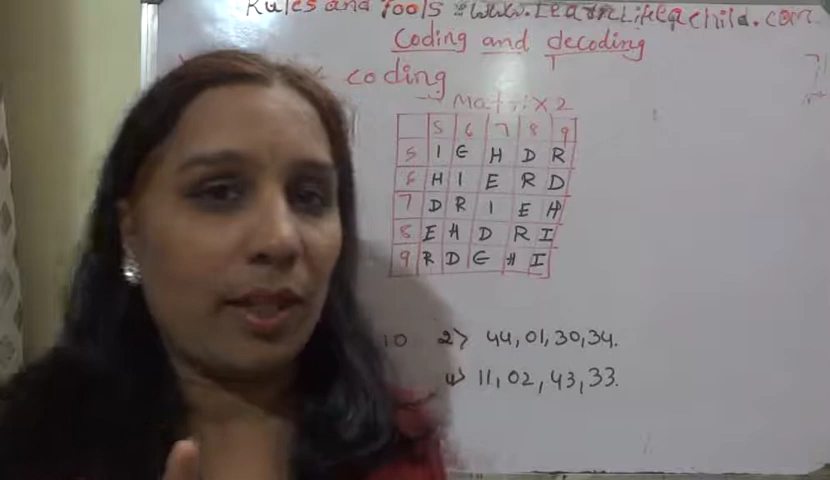 Rules and Tools : www.LearnLikeachild.com
Coding and decoding
coding
→ Matrix 2
5 6 7 8 9
5 I E H D R
6 H I E R D
7 D R I E H
8 E H D R I
9 R D E H I
10 2> 44, 01, 30, 34.
4> 11, 02, 43, 33.